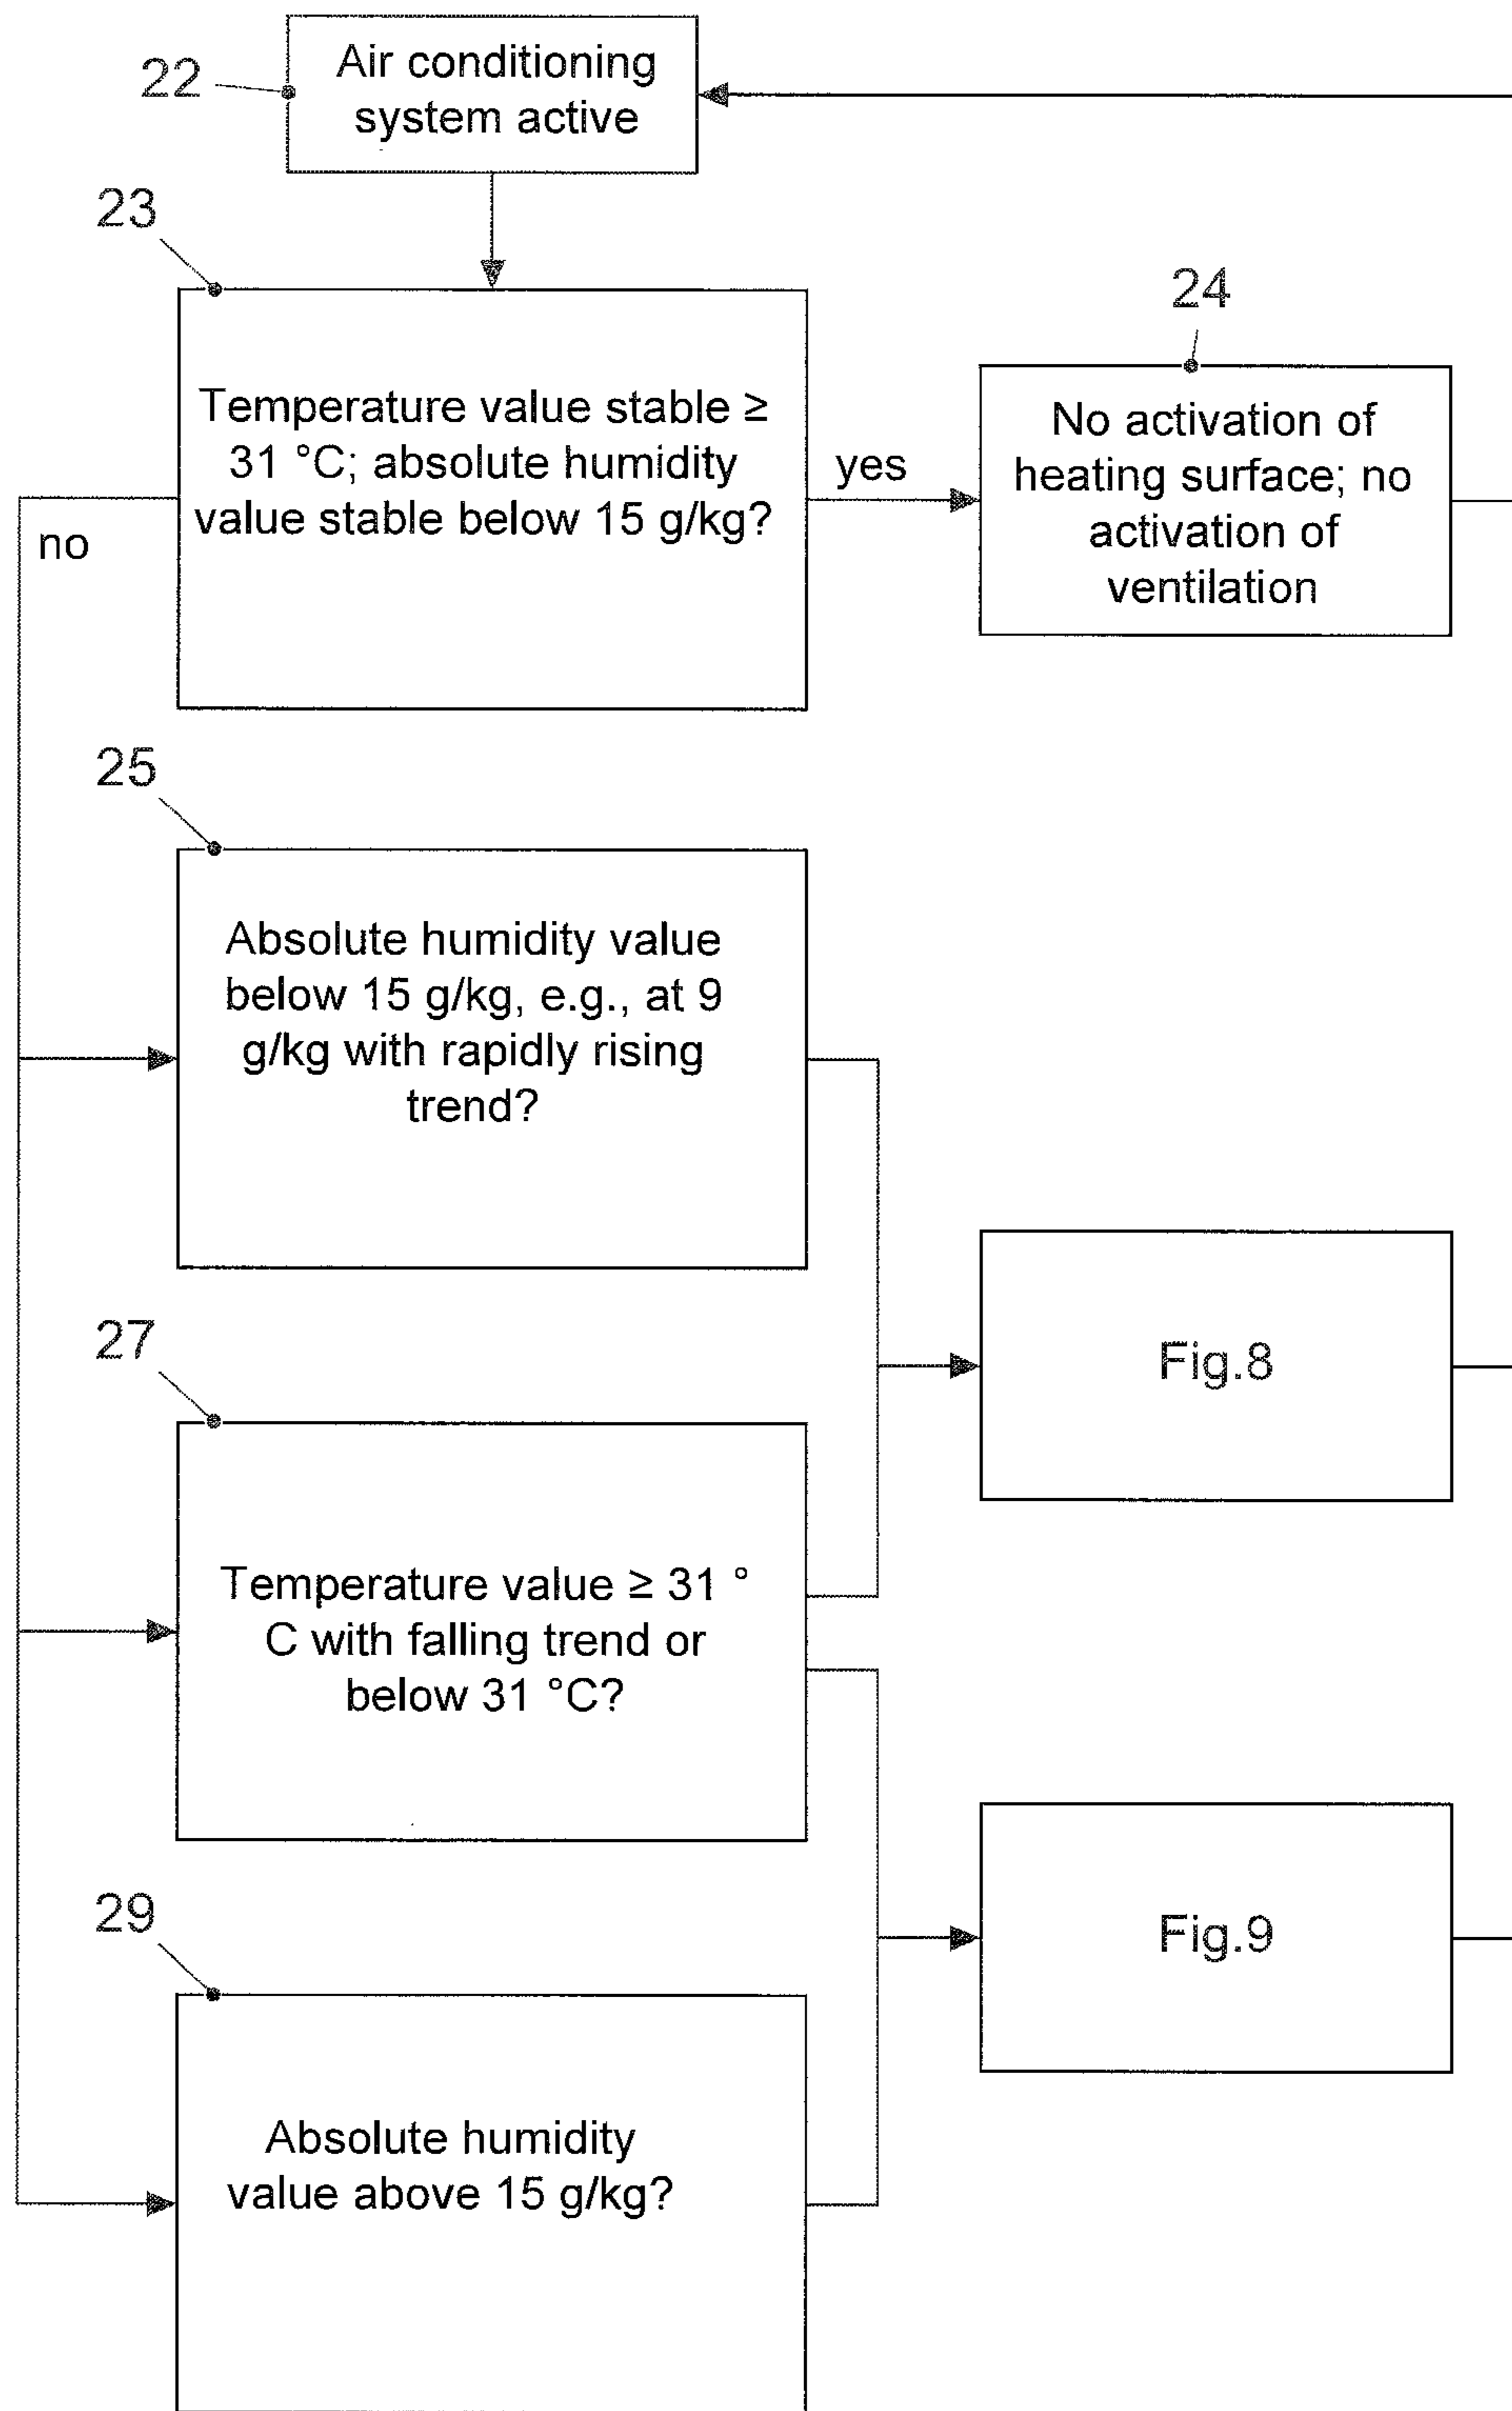 22
Air conditioning
system active
23
Temperature value stable ≥
31 °C; absolute humidity
value stable below 15 g/kg?
yes
no
24
No activation of
heating surface; no
activation of
ventilation
25
Absolute humidity value
below 15 g/kg, e.g., at 9
g/kg with rapidly rising
trend?
Fig.8
27
Temperature value ≥ 31 °
C with falling trend or
below 31 °C?
Fig.9
29
Absolute humidity
value above 15 g/kg?